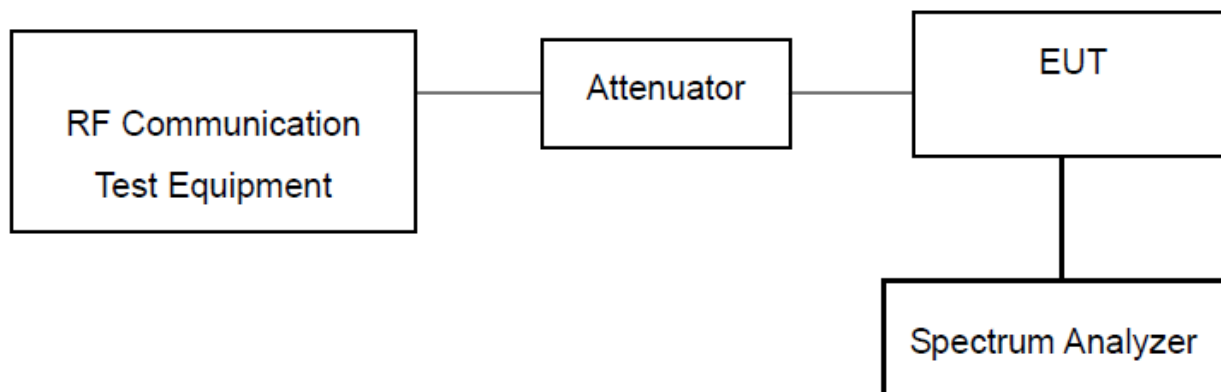 RF Communication
Test Equipment
Attenuator
EUT
Spectrum Analyzer